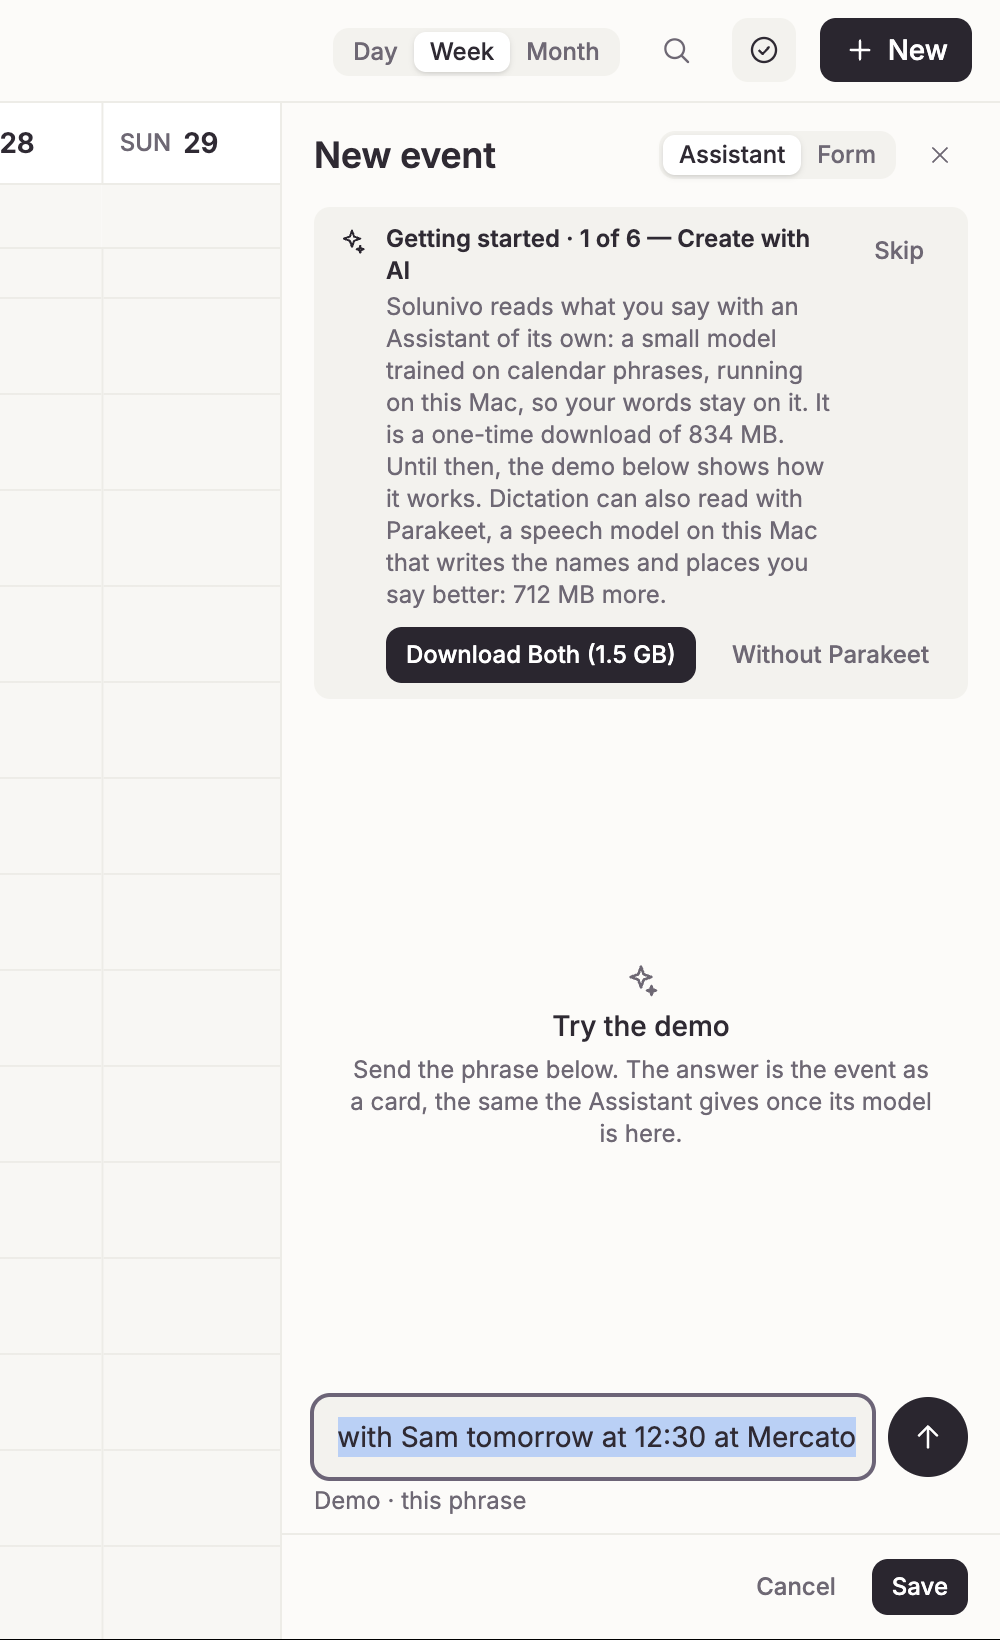 Day Week Month
New
28 SUN 29
New event
Assistant Form
Getting started · 1 of 6 — Create with
AI
Skip
Solunivo reads what you say with an
Assistant of its own: a small model
trained on calendar phrases, running
on this Mac, so your words stay on it. It
is a one-time download of 834 MB.
Until then, the demo below shows how
it works. Dictation can also read with
Parakeet, a speech model on this Mac
that writes the names and places you
say better: 712 MB more.
Download Both (1.5 GB) Without Parakeet
Try the demo
Send the phrase below. The answer is the event as
a card, the same the Assistant gives once its model
is here.
with Sam tomorrow at 12:30 at Mercato
Demo · this phrase
Cancel Save